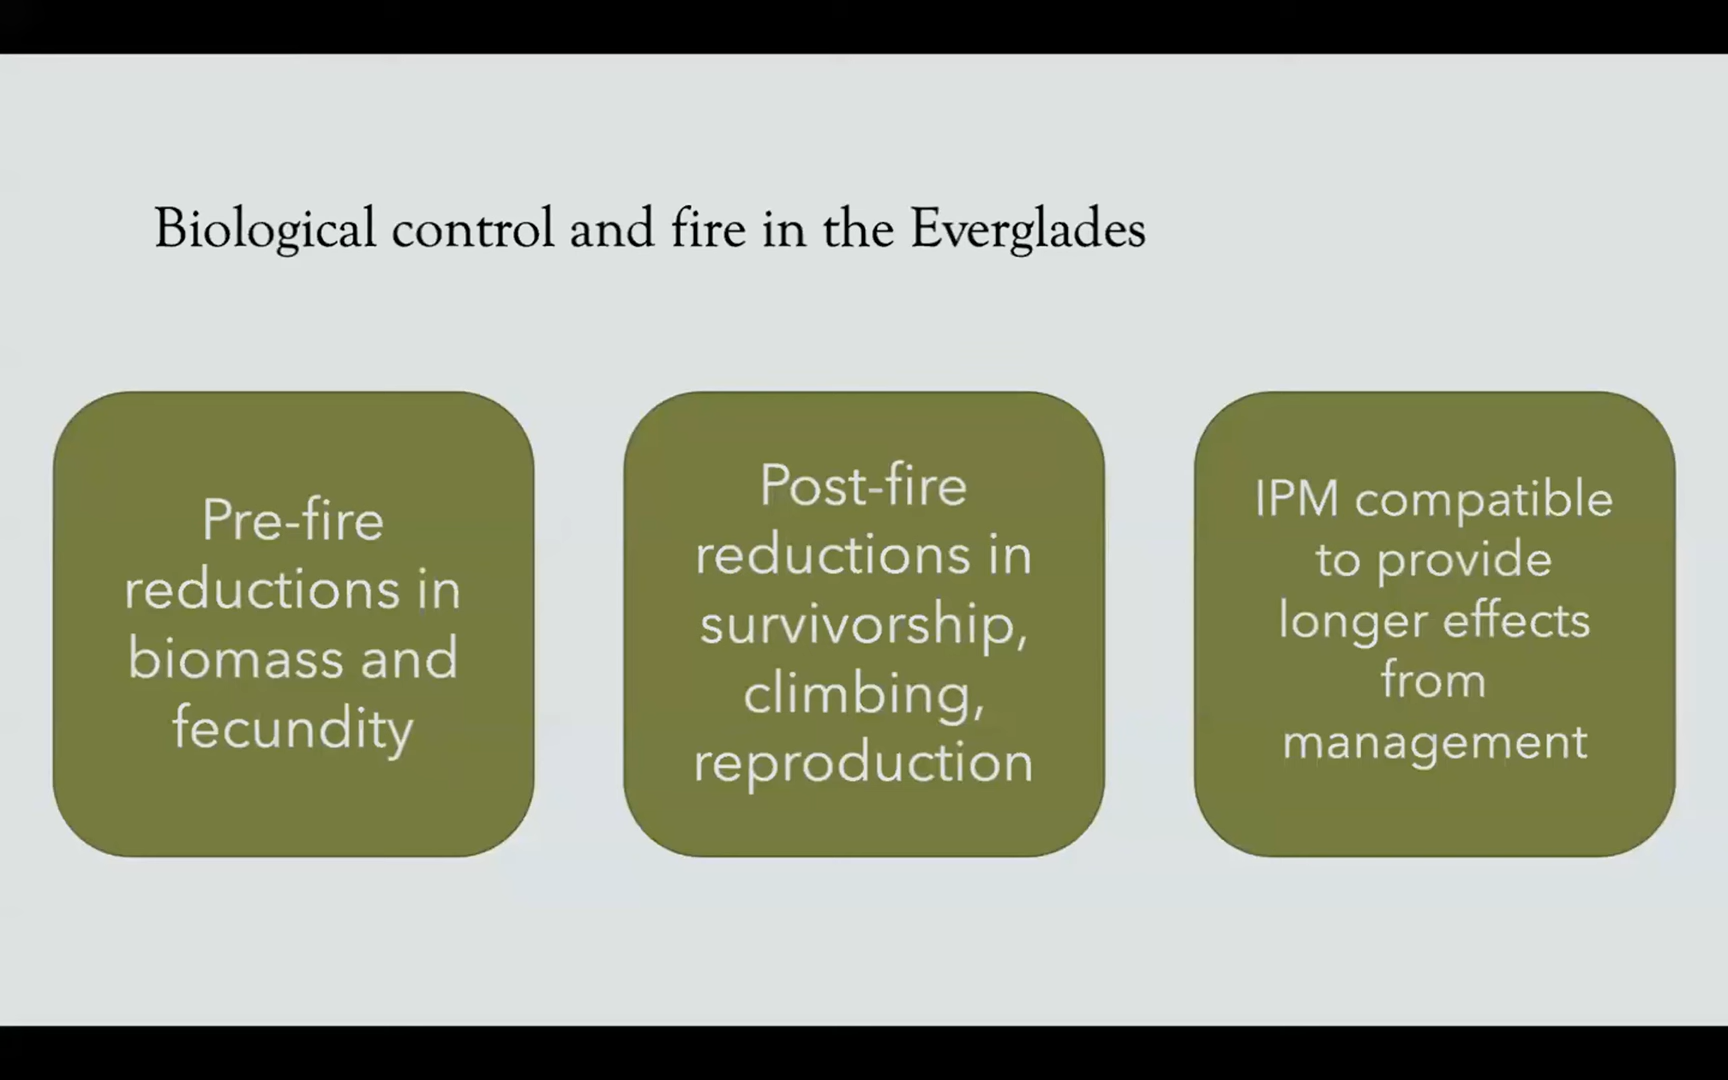 Biological control and fire in the Everglades
Pre-fire
reductions in
biomass and
fecundity
Post-fire
reductions in
survivorship,
climbing,
reproduction
IPM compatible
to provide
longer effects
from
management